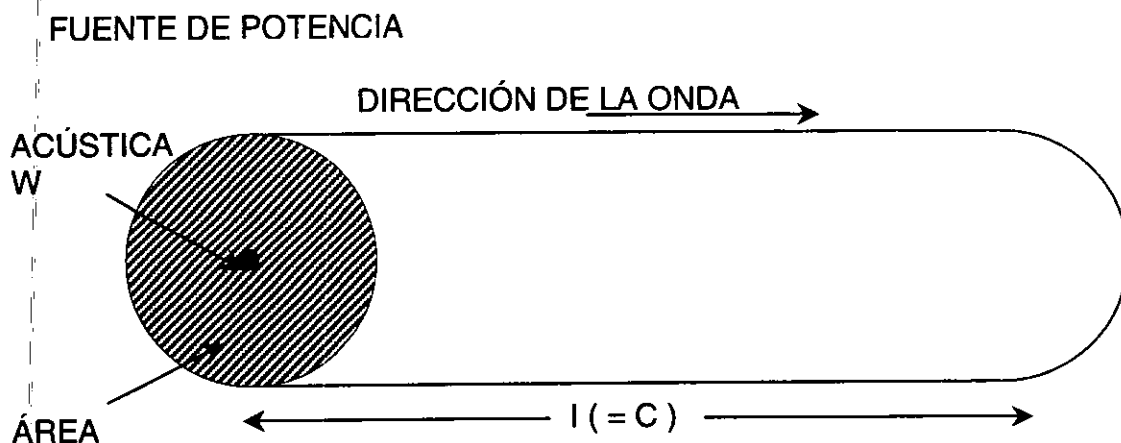 FUENTE DE POTENCIA
DIRECCIÓN DE LA ONDA
ACÚSTICA
W
ÁREA
l ( = C )